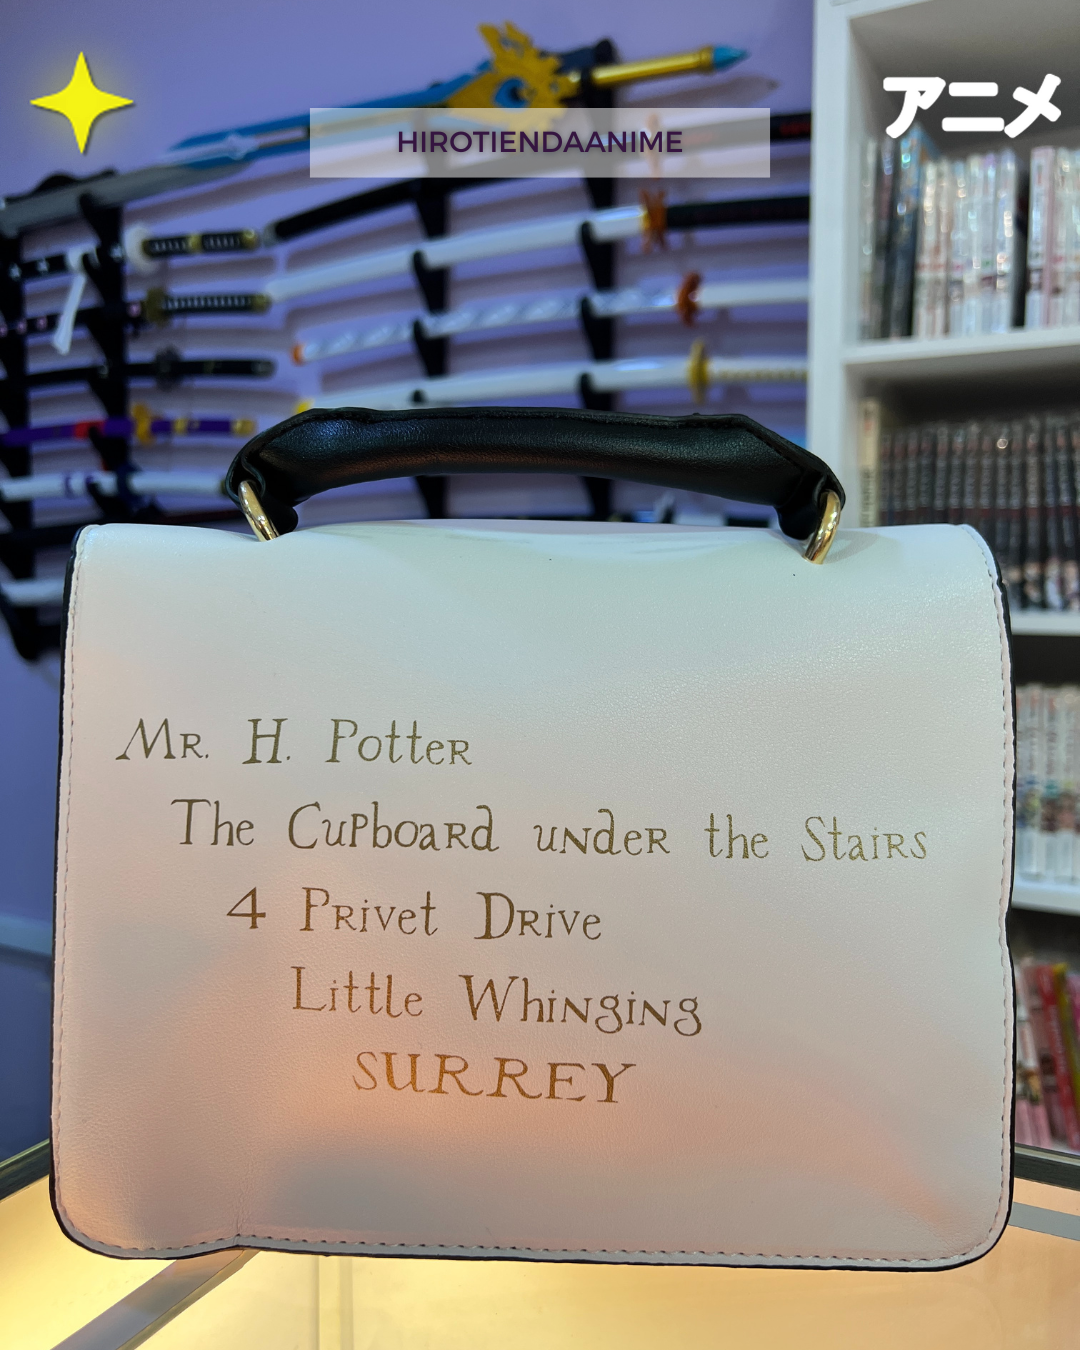 アニメ
HIROTIENDAANIME
Mr. H. Potter
The Cupboard under the Stairs
4 Privet Drive
Little Whinging
SURREY